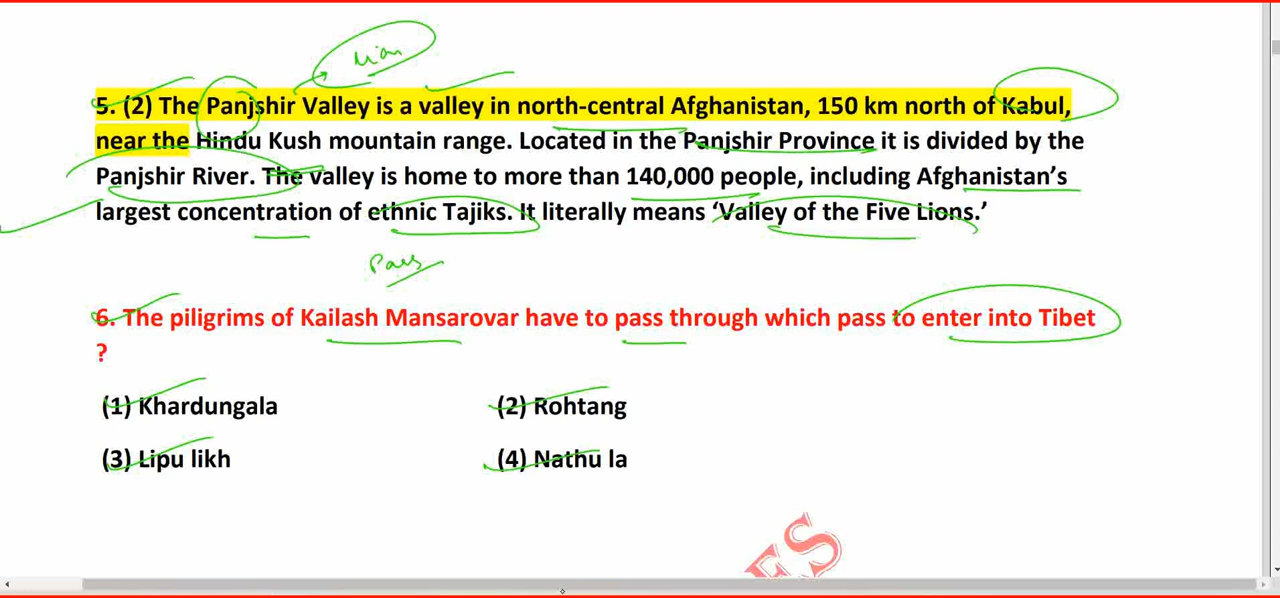 Lion
5. (2) The Panjshir Valley is a valley in north-central Afghanistan, 150 km north of Kabul,
near the Hindu Kush mountain range. Located in the Panjshir Province it is divided by the
Panjshir River. The valley is home to more than 140,000 people, including Afghanistan’s
largest concentration of ethnic Tajiks. It literally means ‘Valley of the Five Lions.’
Pass
6. The piligrims of Kailash Mansarovar have to pass through which pass to enter into Tibet
?
(1) Khardungala (2) Rohtang
(3) Lipu likh (4) Nathu la
ES